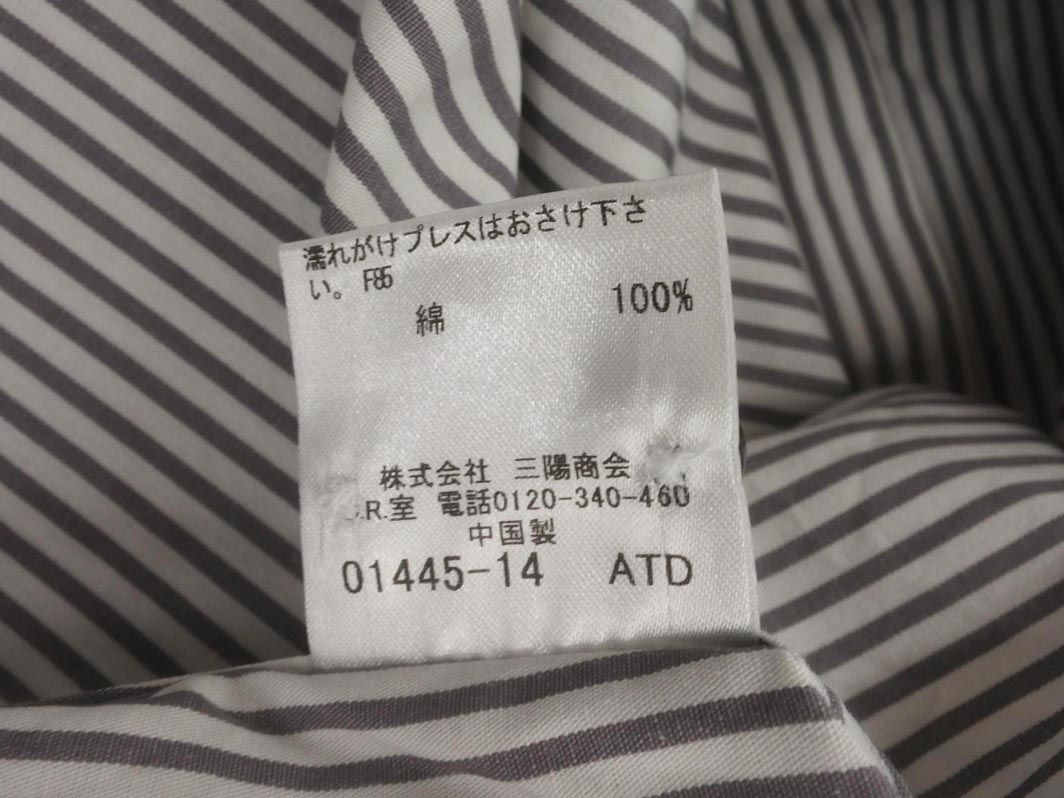 濡れがけプレスはおさけ下さ
い。 F85
綿 100%
株式会社 三陽商会
.R.室 電話0120-340-460
中国製
01445-14 ATD